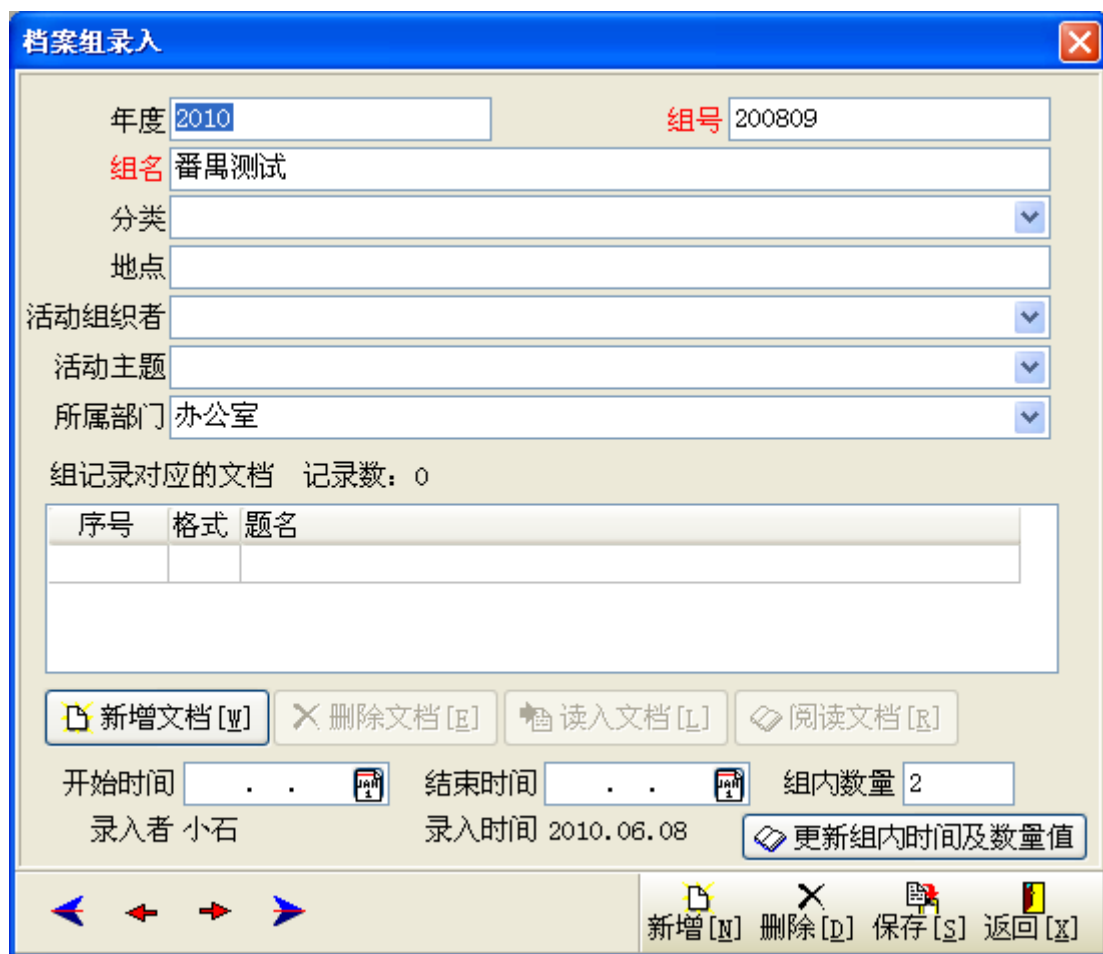 档案组录入
年度 2010 组号 200809
组名 番禺测试
分类
地点
活动组织者
活动主题
所属部门 办公室
组记录对应的文档 记录数: 0
序号 格式 题名
新增文档[W] 删除文档[E] 读入文档[L] 阅读文档[R]
开始时间 . . 结束时间 . . 组内数量 2
录入者 小石 录入时间 2010.06.08 更新组内时间及数量值
新增[N] 删除[D] 保存[S] 返回[X]